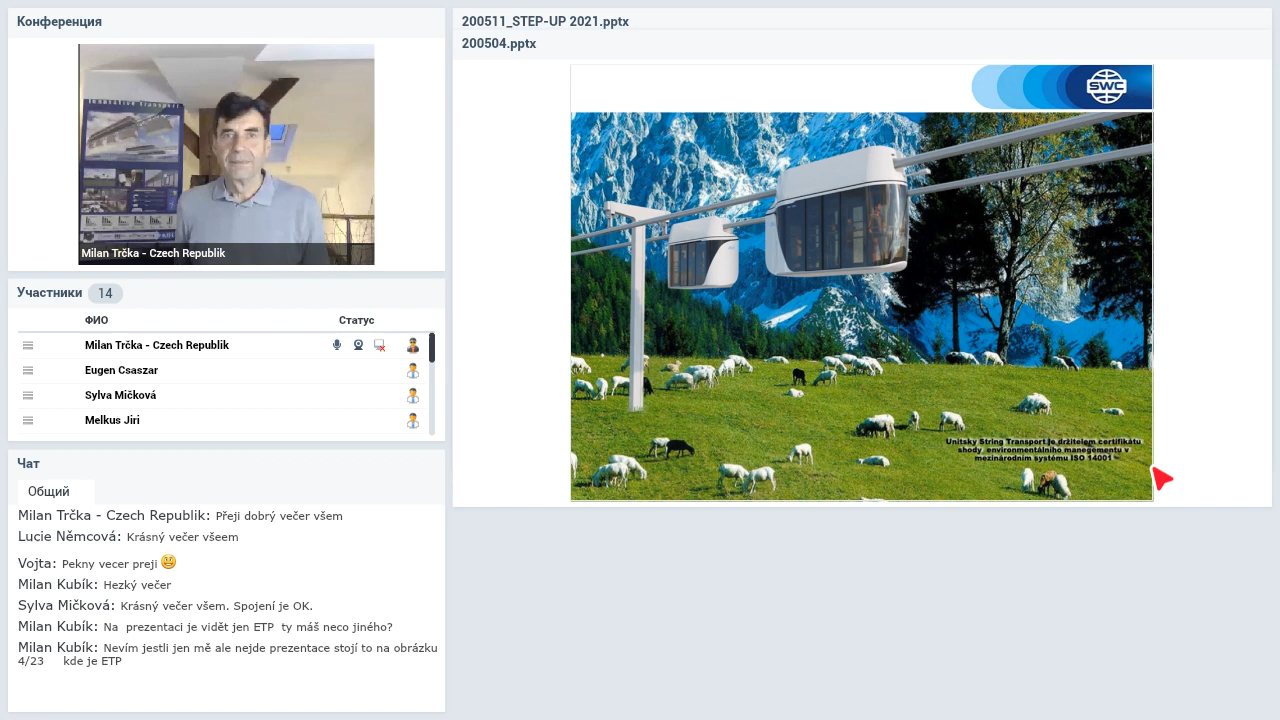 Конференция
innovative transport
Milan Trčka - Czech Republik
Участники 14
ФИО Статус
Milan Trčka - Czech Republik
Eugen Csaszar
Sylva Mičková
Melkus Jiri
Чат
Общий
Milan Trčka - Czech Republik: Přeji dobrý večer všem
Lucie Němcová: Krásný večer všeem
Vojta: Pekny vecer preji
Milan Kubík: Hezký večer
Sylva Mičková: Krásný večer všem. Spojení je OK.
Milan Kubík: Na prezentaci je vidět jen ETP ty máš neco jiného?
Milan Kubík: Nevím jestli jen mě ale nejde prezentace stojí to na obrázku
4/23 kde je ETP
200511_STEP-UP 2021.pptx
200504.pptx
SWC
Unitsky String Transport je držitelem certifikátu
shody environmentálního manegementu v
mezinárodním systému ISO 14001